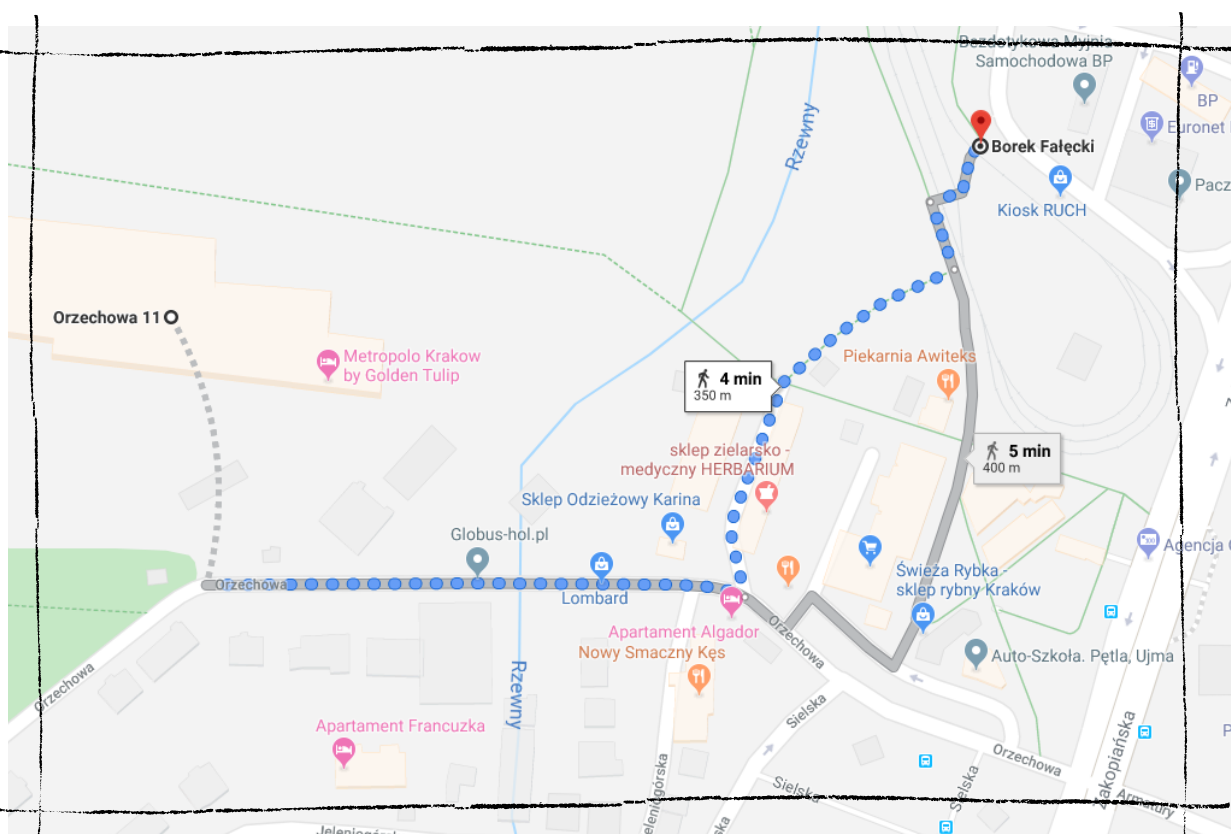 Bezdotykowa Myjnia
Samochodowa BP
BP
Euronet
Borek Fałęcki
Rzewny
Pacz
Kiosk RUCH
Orzechowa 11
Metropolo Krakow
by Golden Tulip
Piekarnia Awiteks
4 min
350 m
5 min
400 m
sklep zielarsko -
medyczny HERBARIUM
Sklep Odzieżowy Karina
Globus-hol.pl
Agencja
Świeża Rybka -
sklep rybny Kraków
Orzechowa
Lombard
Apartament Algador
Nowy Smaczny Kęs
Orzechowa
Auto-Szkoła. Pętla, Ujma
Orzechowa
Rzewny
Sielska
Apartament Francuzka
Zakopiańska
Orzechowa
Sielska
Sielska
Armatury
Jeleniogórska
Jeleniogórska